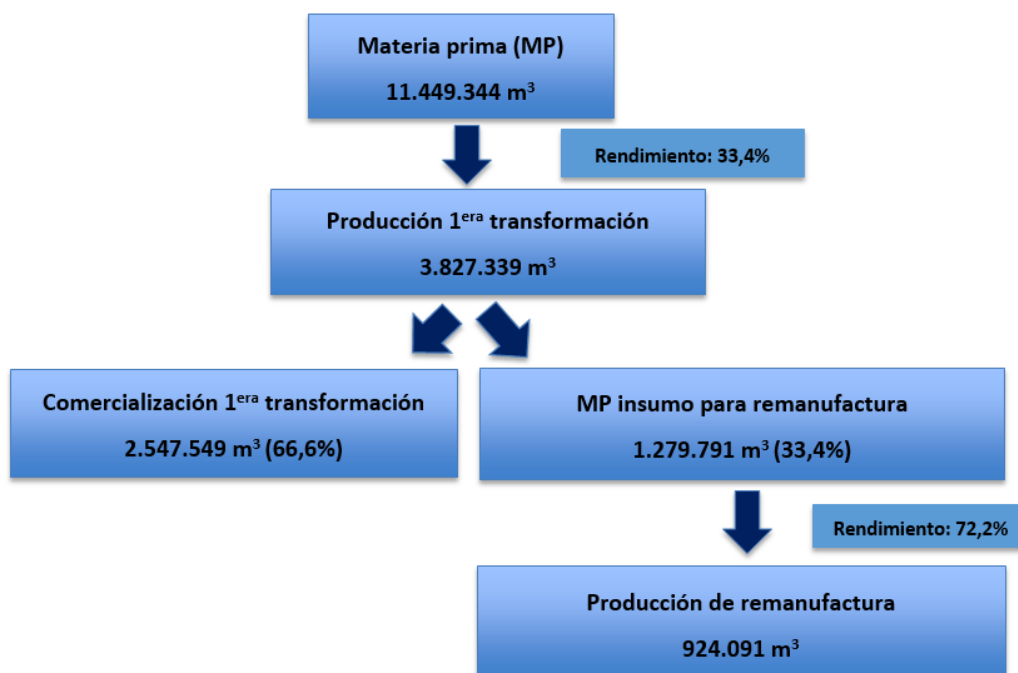 Materia prima (MP)
11.449.344 m³
Rendimiento: 33,4%
Producción 1ᵉʳᵃ transformación
3.827.339 m³
Comercialización 1ᵉʳᵃ transformación
2.547.549 m³ (66,6%)
MP insumo para remanufactura
1.279.791 m³ (33,4%)
Rendimiento: 72,2%
Producción de remanufactura
924.091 m³